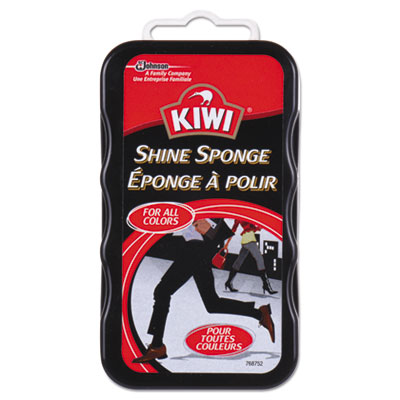 SC Johnson
A Family Company
Une Entreprise Familiale
KIWI
SHINE SPONGE
ÉPONGE À POLIR
FOR ALL
COLORS
POUR
TOUTES
COULEURS
768752